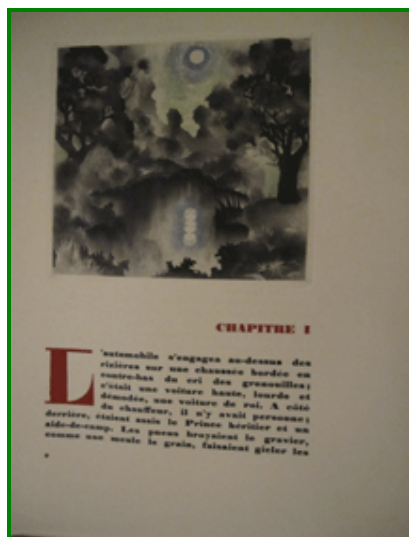 CHAPITRE I
L'automobile s'engagea au-dessus des
rizières sur une chaussée bordée en
contre-bas du cri des grenouilles;
c'était une voiture haute, lourde et
démodée, une voiture de roi. A côté
du chauffeur, il n'y avait personne;
derrière, étaient assis le Prince héritier et un
aide-de-camp. Les pneus broyaient le gravier,
comme une meule le grain, faisaient gicler les